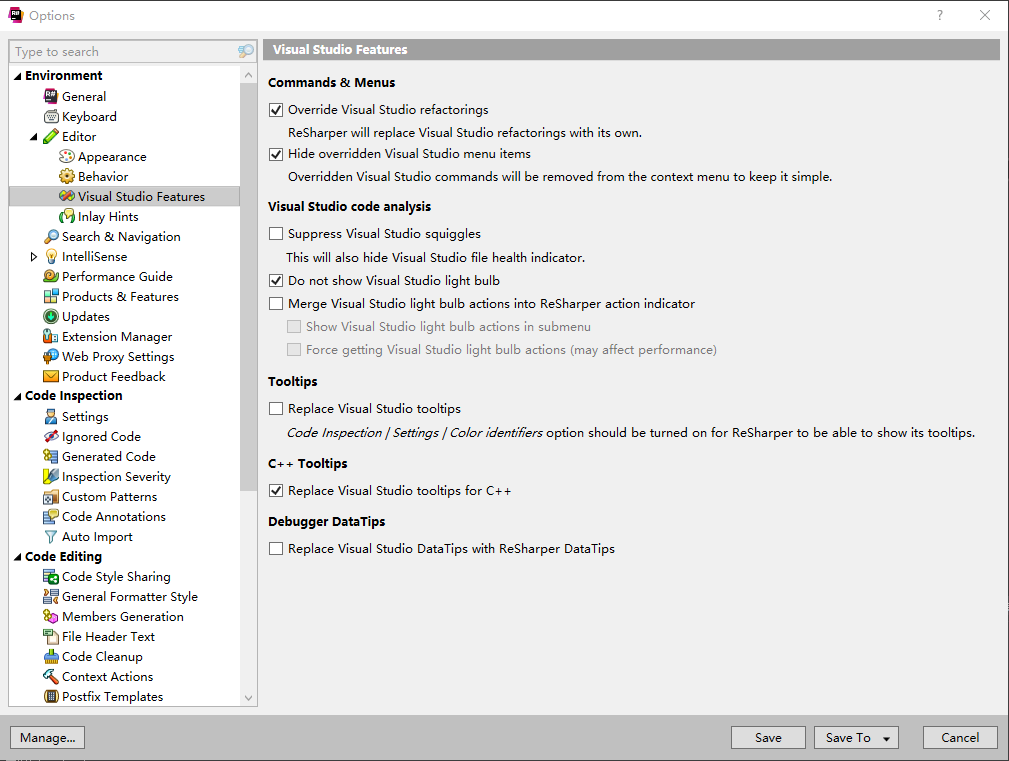 Options
Type to search
Environment
General
Keyboard
Editor
Appearance
Behavior
Visual Studio Features
Inlay Hints
Search & Navigation
IntelliSense
Performance Guide
Products & Features
Updates
Extension Manager
Web Proxy Settings
Product Feedback
Code Inspection
Settings
Ignored Code
Generated Code
Inspection Severity
Custom Patterns
Code Annotations
Auto Import
Code Editing
Code Style Sharing
General Formatter Style
Members Generation
File Header Text
Code Cleanup
Context Actions
Postfix Templates
Visual Studio Features
Commands & Menus
Override Visual Studio refactorings
ReSharper will replace Visual Studio refactorings with its own.
Hide overridden Visual Studio menu items
Overridden Visual Studio commands will be removed from the context menu to keep it simple.
Visual Studio code analysis
Suppress Visual Studio squiggles
This will also hide Visual Studio file health indicator.
Do not show Visual Studio light bulb
Merge Visual Studio light bulb actions into ReSharper action indicator
Show Visual Studio light bulb actions in submenu
Force getting Visual Studio light bulb actions (may affect performance)
Tooltips
Replace Visual Studio tooltips
Code Inspection | Settings | Color identifiers option should be turned on for ReSharper to be able to show its tooltips.
C++ Tooltips
Replace Visual Studio tooltips for C++
Debugger DataTips
Replace Visual Studio DataTips with ReSharper DataTips
Manage...
Save
Save To
Cancel